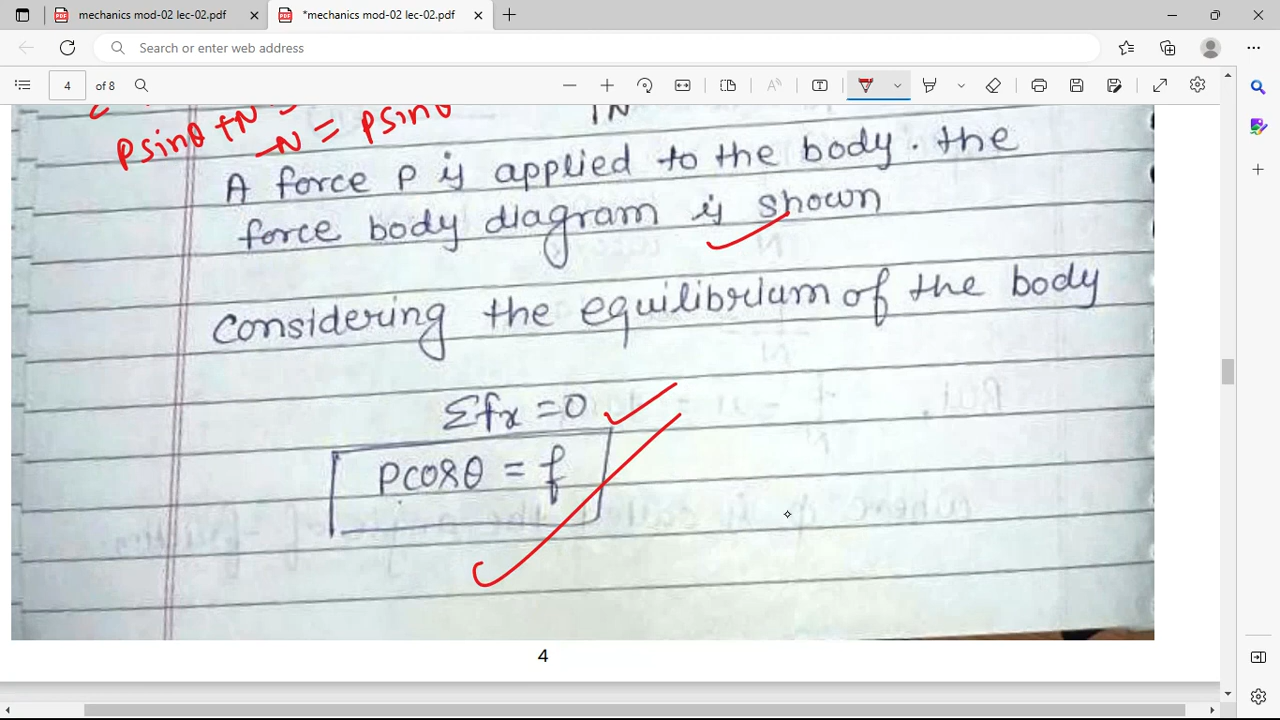 mechanics mod-02 lec-02.pdf
*mechanics mod-02 lec-02.pdf
Search or enter web address
4 of 8
Psinθ + N
N = Psinθ
N
A force P is applied to the body. the
force body diagram is shown
Considering the equilibrium of the body
Σfx = 0
Pcosθ = f
4